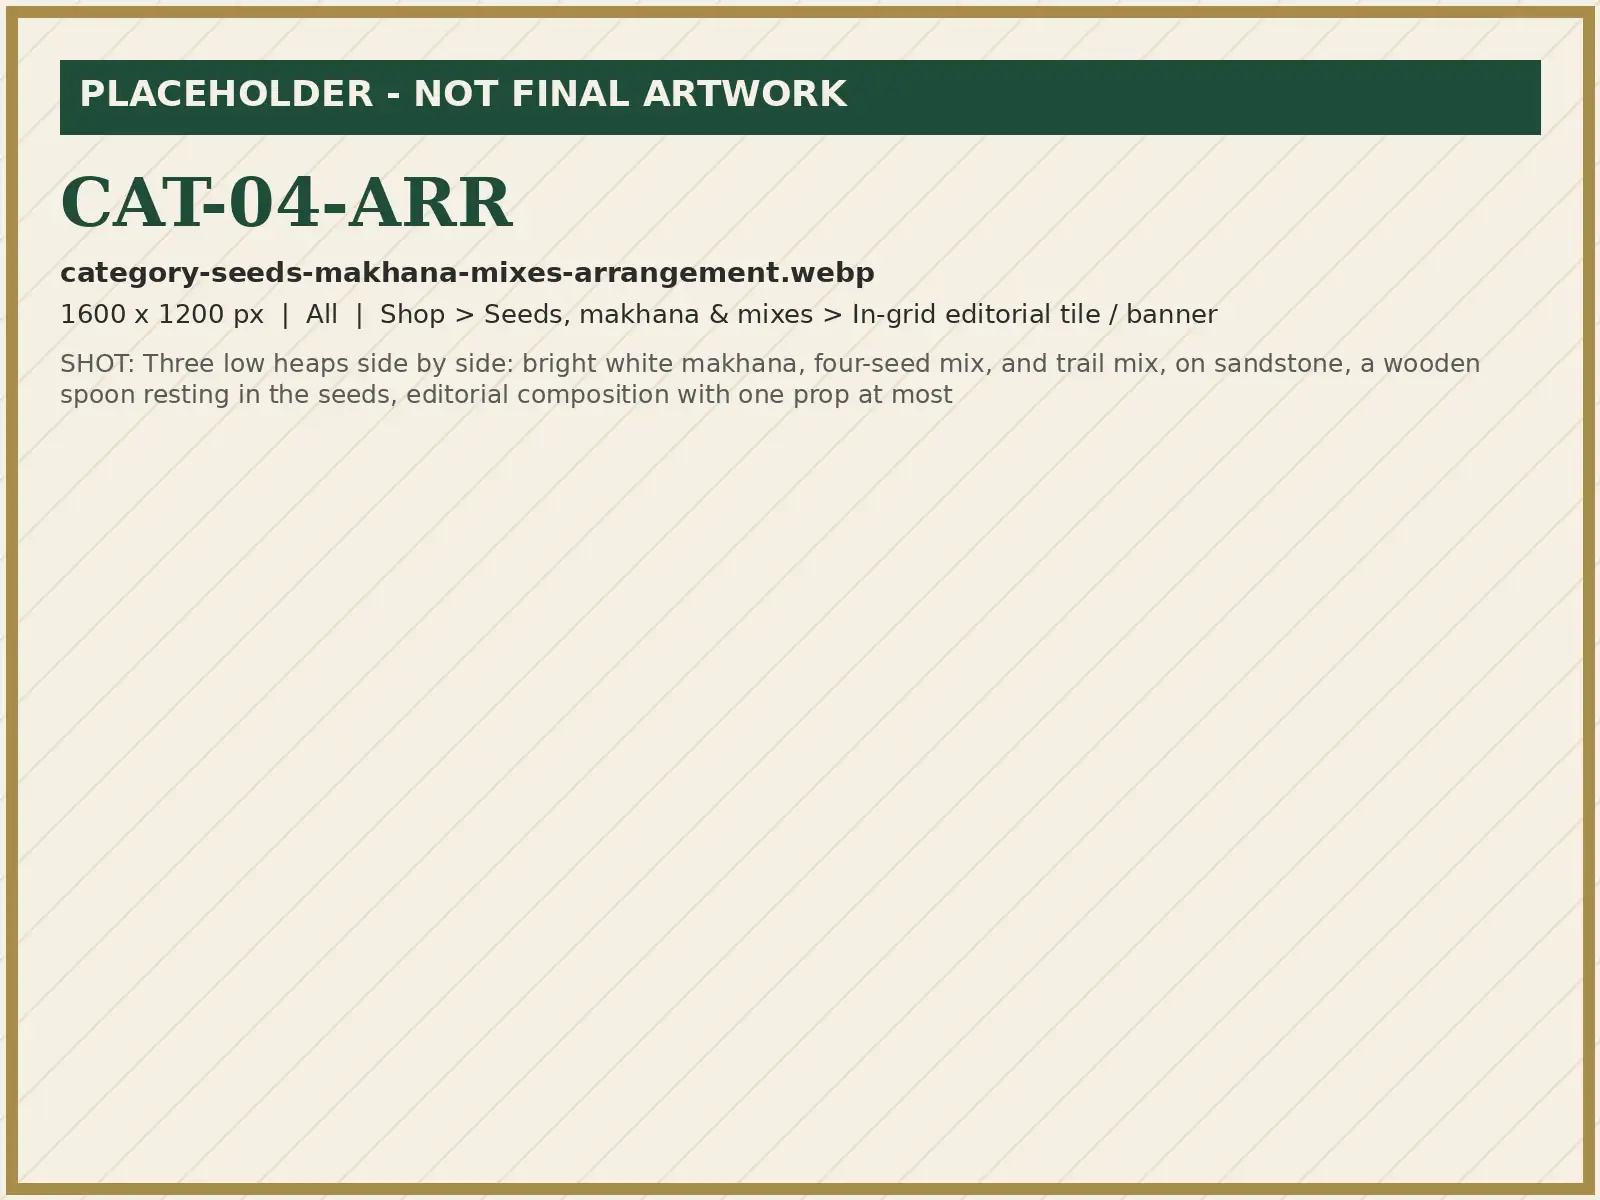 PLACEHOLDER - NOT FINAL ARTWORK
CAT-04-ARR
category-seeds-makhana-mixes-arrangement.webp
1600 x 1200 px | All | Shop > Seeds, makhana & mixes > In-grid editorial tile / banner
SHOT: Three low heaps side by side: bright white makhana, four-seed mix, and trail mix, on sandstone, a wooden
spoon resting in the seeds, editorial composition with one prop at most